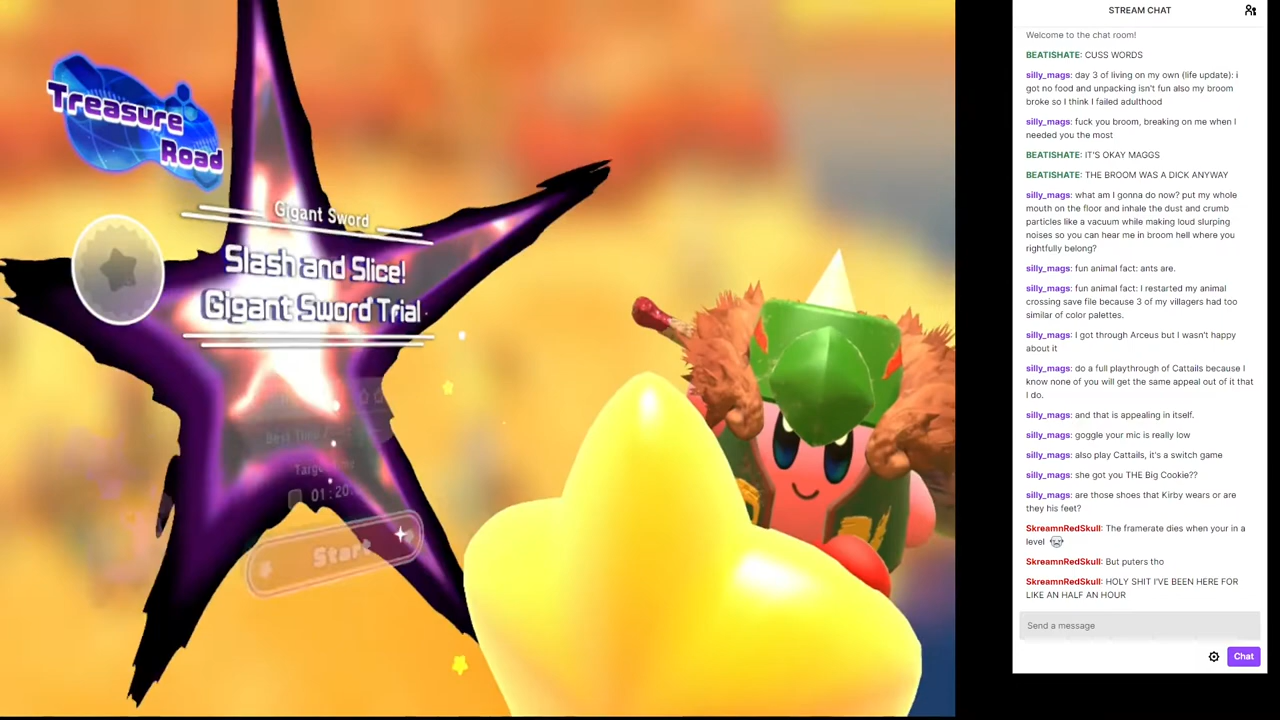 Treasure
Road
Gigant Sword
Slash and Slice!
Gigant Sword Trial
Best Time
Target Time
01:20.
Start
STREAM CHAT
Welcome to the chat room!
BEATISHATE: CUSS WORDS
silly_mags: day 3 of living on my own (life update): i
got no food and unpacking isn't fun also my broom
broke so I think I failed adulthood
silly_mags: fuck you broom, breaking on me when I
needed you the most
BEATISHATE: IT'S OKAY MAGGS
BEATISHATE: THE BROOM WAS A DICK ANYWAY
silly_mags: what am I gonna do now? put my whole
mouth on the floor and inhale the dust and crumb
particles like a vacuum while making loud slurping
noises so you can hear me in broom hell where you
rightfully belong?
silly_mags: fun animal fact: ants are.
silly_mags: fun animal fact: I restarted my animal
crossing save file because 3 of my villagers had too
similar of color palettes.
silly_mags: I got through Arceus but I wasn't happy
about it
silly_mags: do a full playthrough of Cattails because I
know none of you will get the same appeal out of it that
I do.
silly_mags: and that is appealing in itself.
silly_mags: goggle your mic is really low
silly_mags: also play Cattails, it's a switch game
silly_mags: she got you THE Big Cookie??
silly_mags: are those shoes that Kirby wears or are
they his feet?
SkreamnRedSkull: The framerate dies when your in a
level
SkreamnRedSkull: But puters tho
SkreamnRedSkull: HOLY SHIT I'VE BEEN HERE FOR
LIKE AN HALF AN HOUR
Send a message
Chat